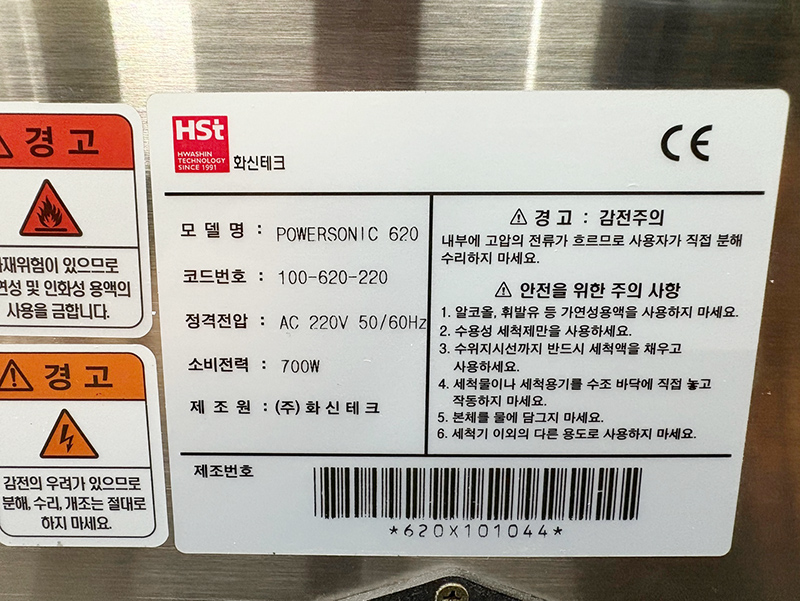 경고
화재위험이 있으므로
가연성 및 인화성 용액의
사용을 금합니다.
경고
감전의 우려가 있으므로
분해, 수리, 개조는 절대로
하지 마세요.
HSt
HWASHIN
TECHNOLOGY
SINCE 1991
화신테크
CE
모 델 명 : POWERSONIC 620
코드번호 : 100-620-220
정격전압 : AC 220V 50/60Hz
소비전력 : 700W
제 조 원 : (주) 화 신 테 크
경 고 : 감전주의
내부에 고압의 전류가 흐르므로 사용자가 직접 분해
수리하지 마세요.
안전을 위한 주의 사항
1. 알코올, 휘발유 등 가연성용액을 사용하지 마세요.
2. 수용성 세척제만을 사용하세요.
3. 수위지시선까지 반드시 세척액을 채우고
사용하세요.
4. 세척물이나 세척용기를 수조 바닥에 직접 놓고
작동하지 마세요.
5. 본체를 물에 담그지 마세요.
6. 세척기 이외의 다른 용도로 사용하지 마세요.
제조번호
*620X101044*